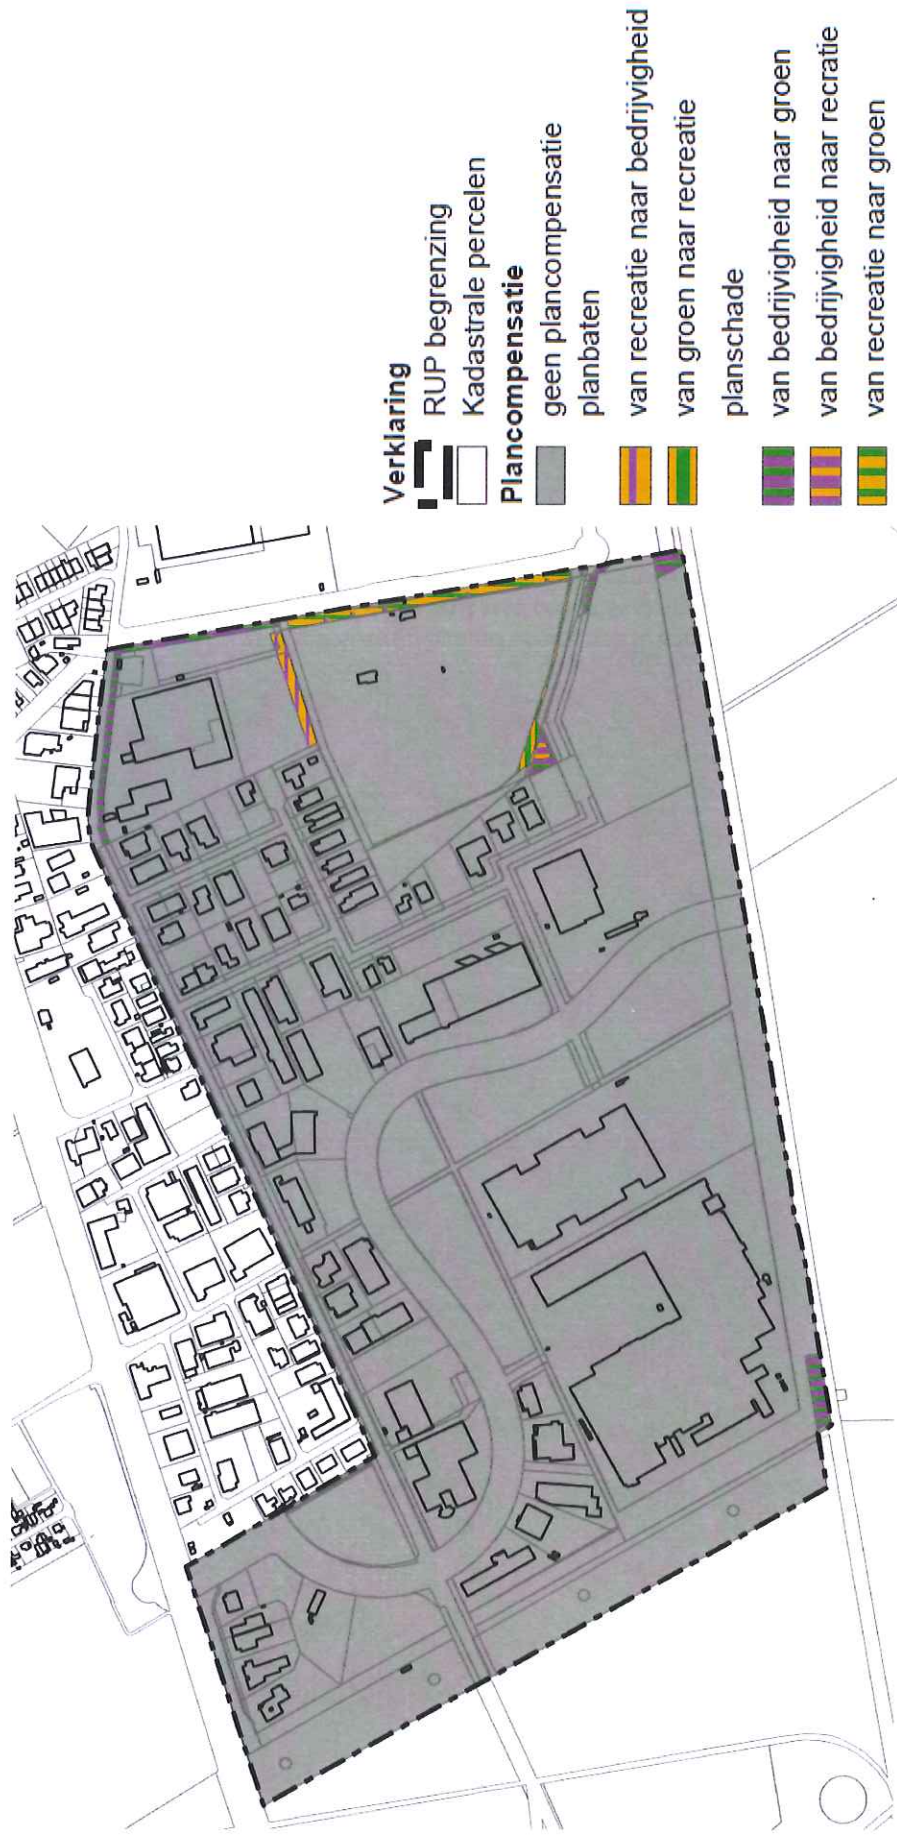 Verklaring
RUP begrenzing
Kadastrale percelen
Plancompensatie
geen plancompensatie
planbaten
van recreatie naar bedrijvigheid
van groen naar recreatie
planschade
van bedrijvigheid naar groen
van bedrijvigheid naar recratie
van recreatie naar groen